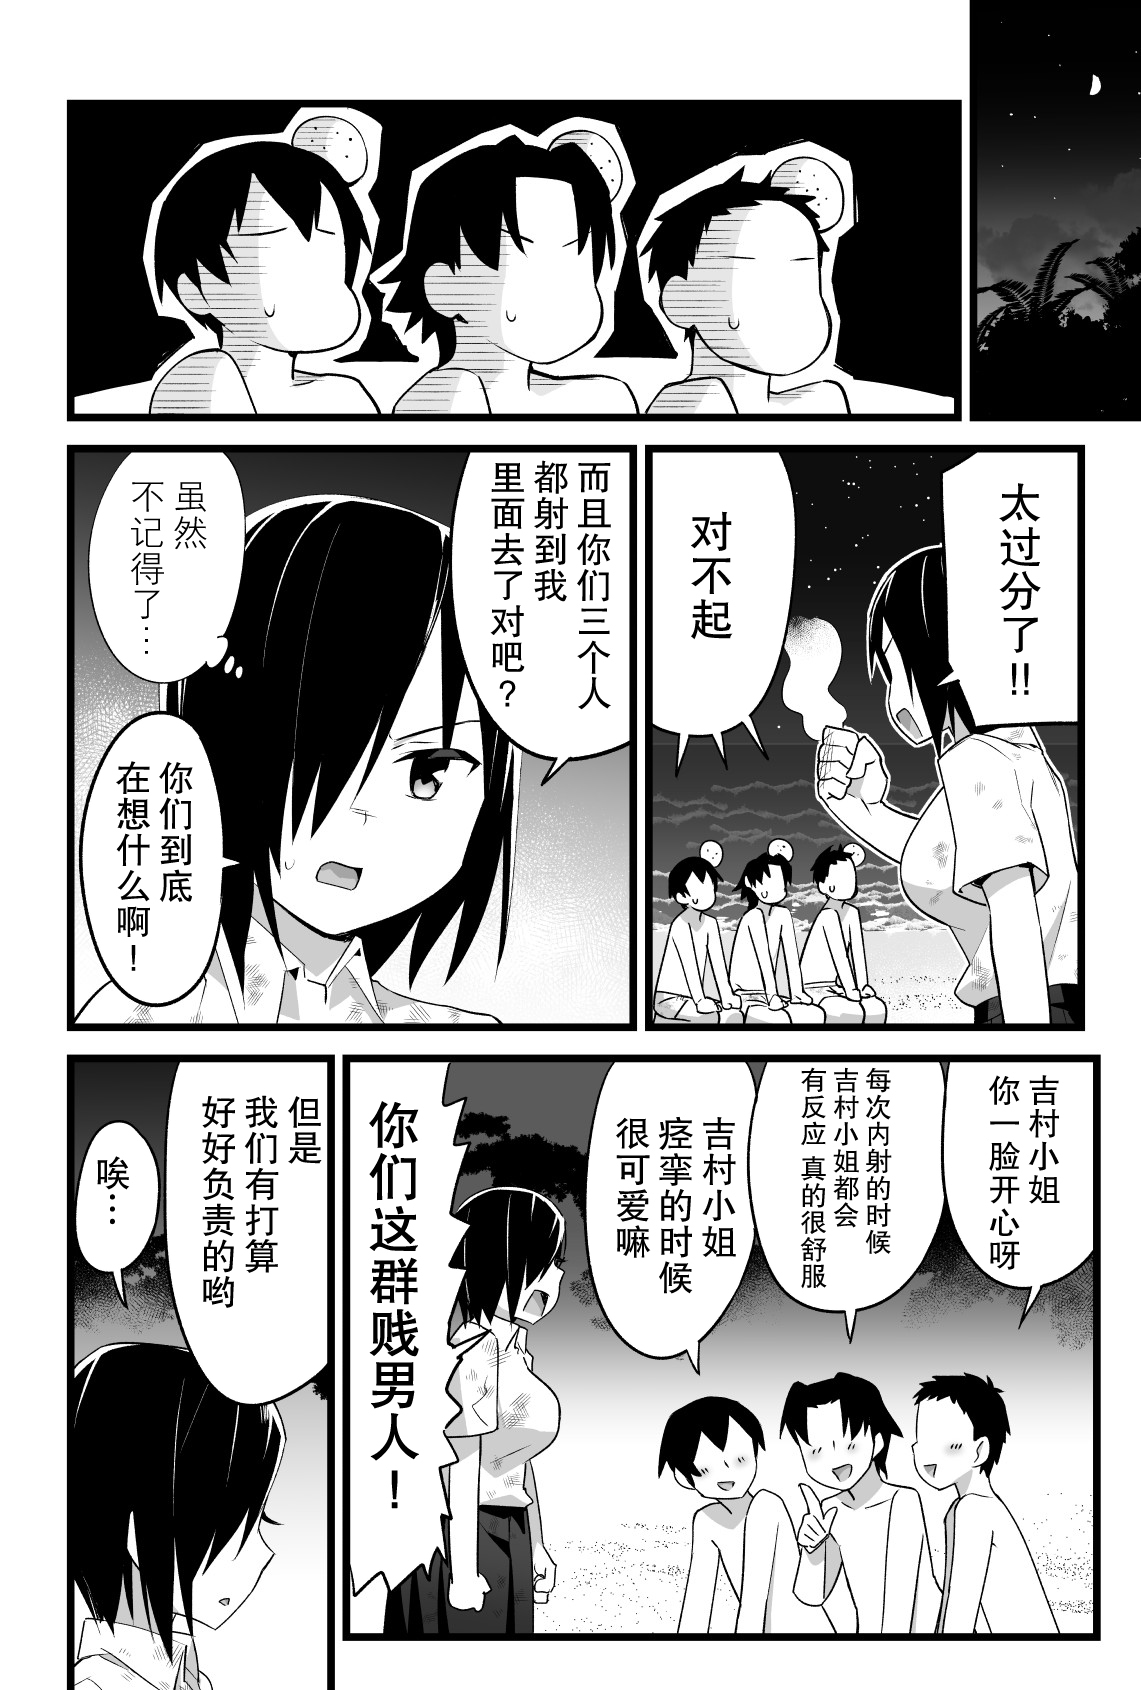 太过分了!!
对不起
而且你们三个人
都射到我
里面去了对吧?
虽然
不记得了…
你们到底
在想什么啊!
吉村小姐
你一脸开心呀
每次内射的时候
吉村小姐都会
有反应 真的很舒服
吉村小姐
痉挛的时候
很可爱嘛
你们这群贱男人!
但是
我们有打算
好好负责的哟
唉…